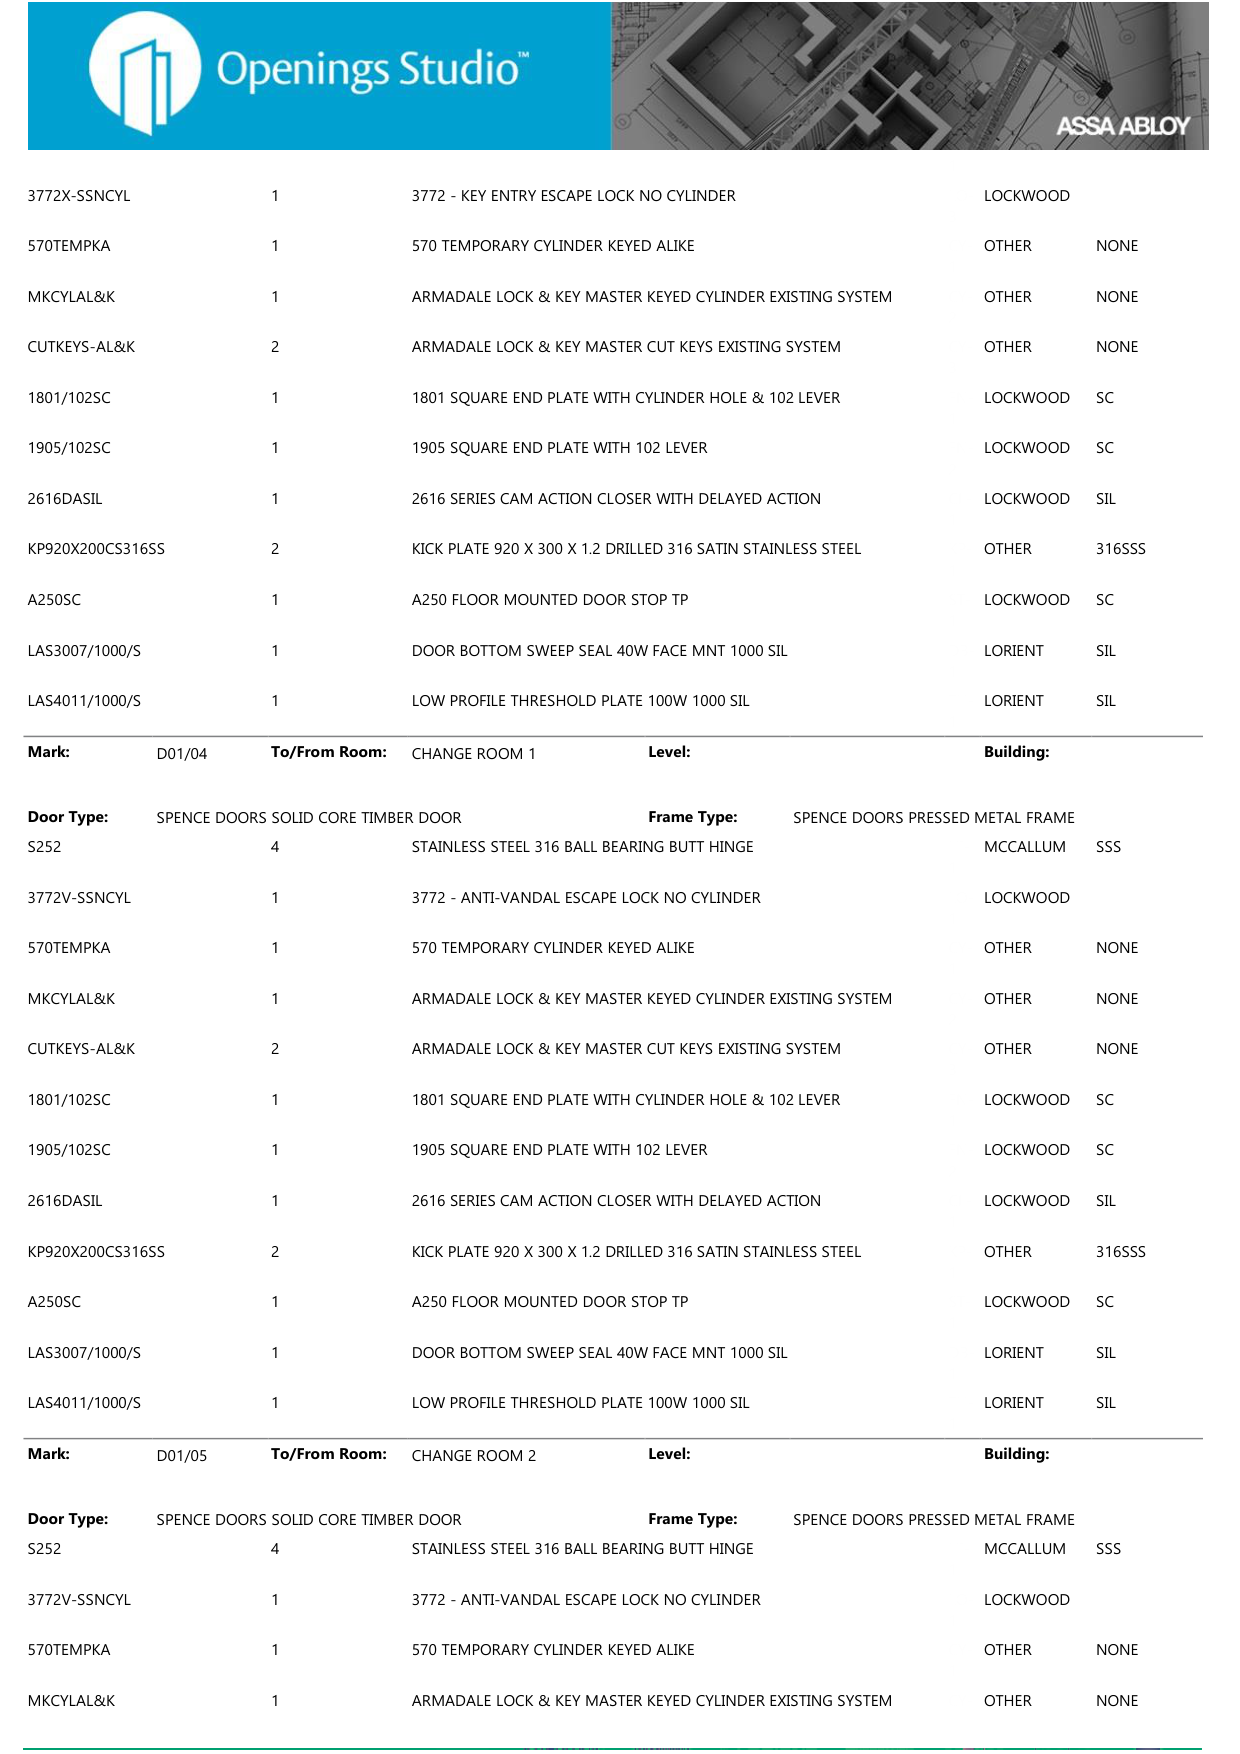 Openings Studio™
ASSA ABLOY
3772X-SSNCYL 1 3772 - KEY ENTRY ESCAPE LOCK NO CYLINDER LOCKWOOD
570TEMPKA 1 570 TEMPORARY CYLINDER KEYED ALIKE OTHER NONE
MKCYLAL&K 1 ARMADALE LOCK & KEY MASTER KEYED CYLINDER EXISTING SYSTEM OTHER NONE
CUTKEYS-AL&K 2 ARMADALE LOCK & KEY MASTER CUT KEYS EXISTING SYSTEM OTHER NONE
1801/102SC 1 1801 SQUARE END PLATE WITH CYLINDER HOLE & 102 LEVER LOCKWOOD SC
1905/102SC 1 1905 SQUARE END PLATE WITH 102 LEVER LOCKWOOD SC
2616DASIL 1 2616 SERIES CAM ACTION CLOSER WITH DELAYED ACTION LOCKWOOD SIL
KP920X200CS316SS 2 KICK PLATE 920 X 300 X 1.2 DRILLED 316 SATIN STAINLESS STEEL OTHER 316SSS
A250SC 1 A250 FLOOR MOUNTED DOOR STOP TP LOCKWOOD SC
LAS3007/1000/S 1 DOOR BOTTOM SWEEP SEAL 40W FACE MNT 1000 SIL LORIENT SIL
LAS4011/1000/S 1 LOW PROFILE THRESHOLD PLATE 100W 1000 SIL LORIENT SIL
Mark: D01/04 To/From Room: CHANGE ROOM 1 Level: Building:
Door Type: SPENCE DOORS SOLID CORE TIMBER DOOR Frame Type: SPENCE DOORS PRESSED METAL FRAME
S252 4 STAINLESS STEEL 316 BALL BEARING BUTT HINGE MCCALLUM SSS
3772V-SSNCYL 1 3772 - ANTI-VANDAL ESCAPE LOCK NO CYLINDER LOCKWOOD
570TEMPKA 1 570 TEMPORARY CYLINDER KEYED ALIKE OTHER NONE
MKCYLAL&K 1 ARMADALE LOCK & KEY MASTER KEYED CYLINDER EXISTING SYSTEM OTHER NONE
CUTKEYS-AL&K 2 ARMADALE LOCK & KEY MASTER CUT KEYS EXISTING SYSTEM OTHER NONE
1801/102SC 1 1801 SQUARE END PLATE WITH CYLINDER HOLE & 102 LEVER LOCKWOOD SC
1905/102SC 1 1905 SQUARE END PLATE WITH 102 LEVER LOCKWOOD SC
2616DASIL 1 2616 SERIES CAM ACTION CLOSER WITH DELAYED ACTION LOCKWOOD SIL
KP920X200CS316SS 2 KICK PLATE 920 X 300 X 1.2 DRILLED 316 SATIN STAINLESS STEEL OTHER 316SSS
A250SC 1 A250 FLOOR MOUNTED DOOR STOP TP LOCKWOOD SC
LAS3007/1000/S 1 DOOR BOTTOM SWEEP SEAL 40W FACE MNT 1000 SIL LORIENT SIL
LAS4011/1000/S 1 LOW PROFILE THRESHOLD PLATE 100W 1000 SIL LORIENT SIL
Mark: D01/05 To/From Room: CHANGE ROOM 2 Level: Building:
Door Type: SPENCE DOORS SOLID CORE TIMBER DOOR Frame Type: SPENCE DOORS PRESSED METAL FRAME
S252 4 STAINLESS STEEL 316 BALL BEARING BUTT HINGE MCCALLUM SSS
3772V-SSNCYL 1 3772 - ANTI-VANDAL ESCAPE LOCK NO CYLINDER LOCKWOOD
570TEMPKA 1 570 TEMPORARY CYLINDER KEYED ALIKE OTHER NONE
MKCYLAL&K 1 ARMADALE LOCK & KEY MASTER KEYED CYLINDER EXISTING SYSTEM OTHER NONE